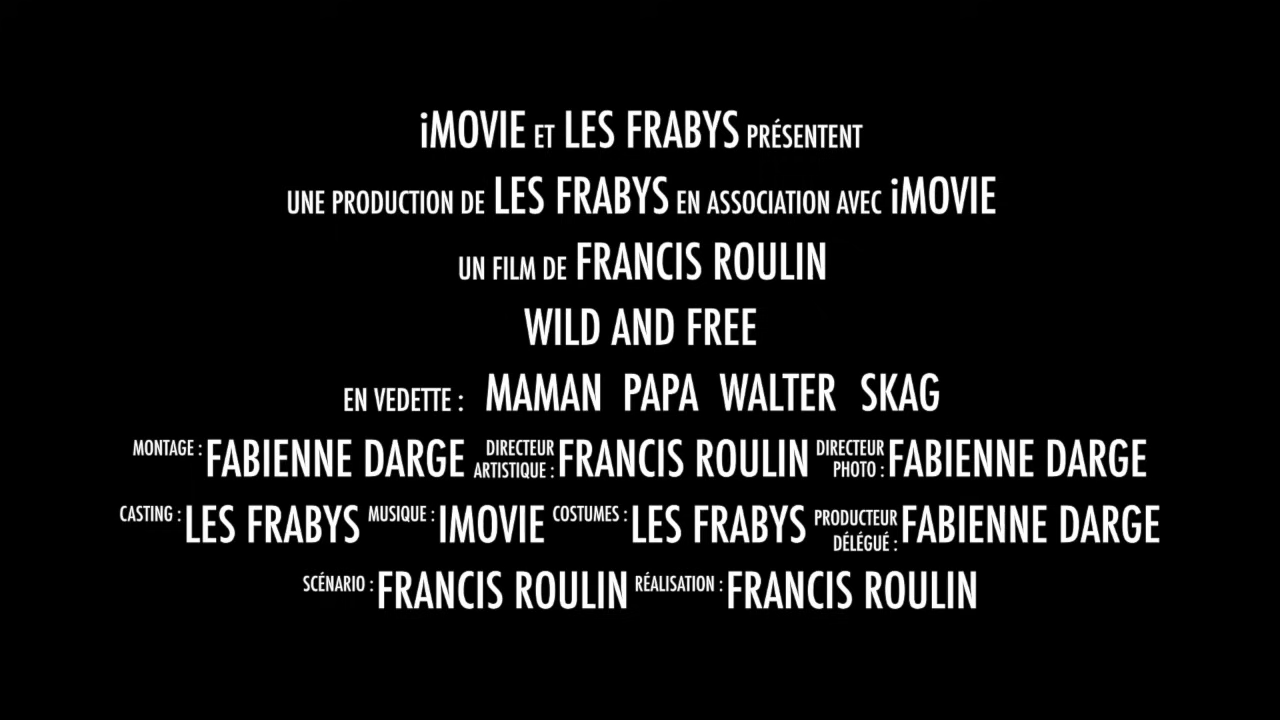 iMOVIE ET LES FRABYS PRÉSENTENT
UNE PRODUCTION DE LES FRABYS EN ASSOCIATION AVEC iMOVIE
UN FILM DE FRANCIS ROULIN
WILD AND FREE
EN VEDETTE : MAMAN PAPA WALTER SKAG
MONTAGE : FABIENNE DARGE DIRECTEUR ARTISTIQUE : FRANCIS ROULIN DIRECTEUR PHOTO : FABIENNE DARGE
CASTING : LES FRABYS MUSIQUE : IMOVIE COSTUMES : LES FRABYS PRODUCTEUR DÉLÉGUÉ : FABIENNE DARGE
SCÉNARIO : FRANCIS ROULIN RÉALISATION : FRANCIS ROULIN